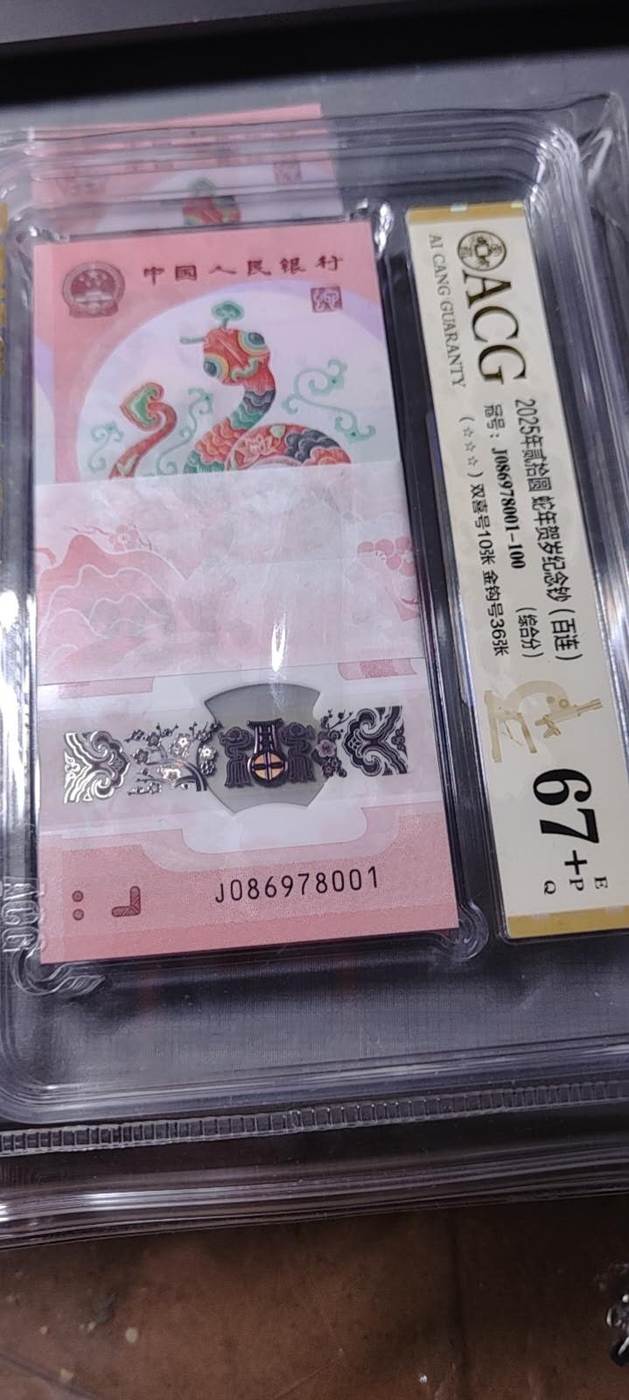 中国人民银行
J086978001
ACG
AI CANG GUARANTY
2025年贰拾圆 蛇年贺岁纪念钞（百连）
冠号：J086978001-100 （综合分）
（☆☆☆）双喜号10张 金钩号36张
67+
E
P
Q
ACG